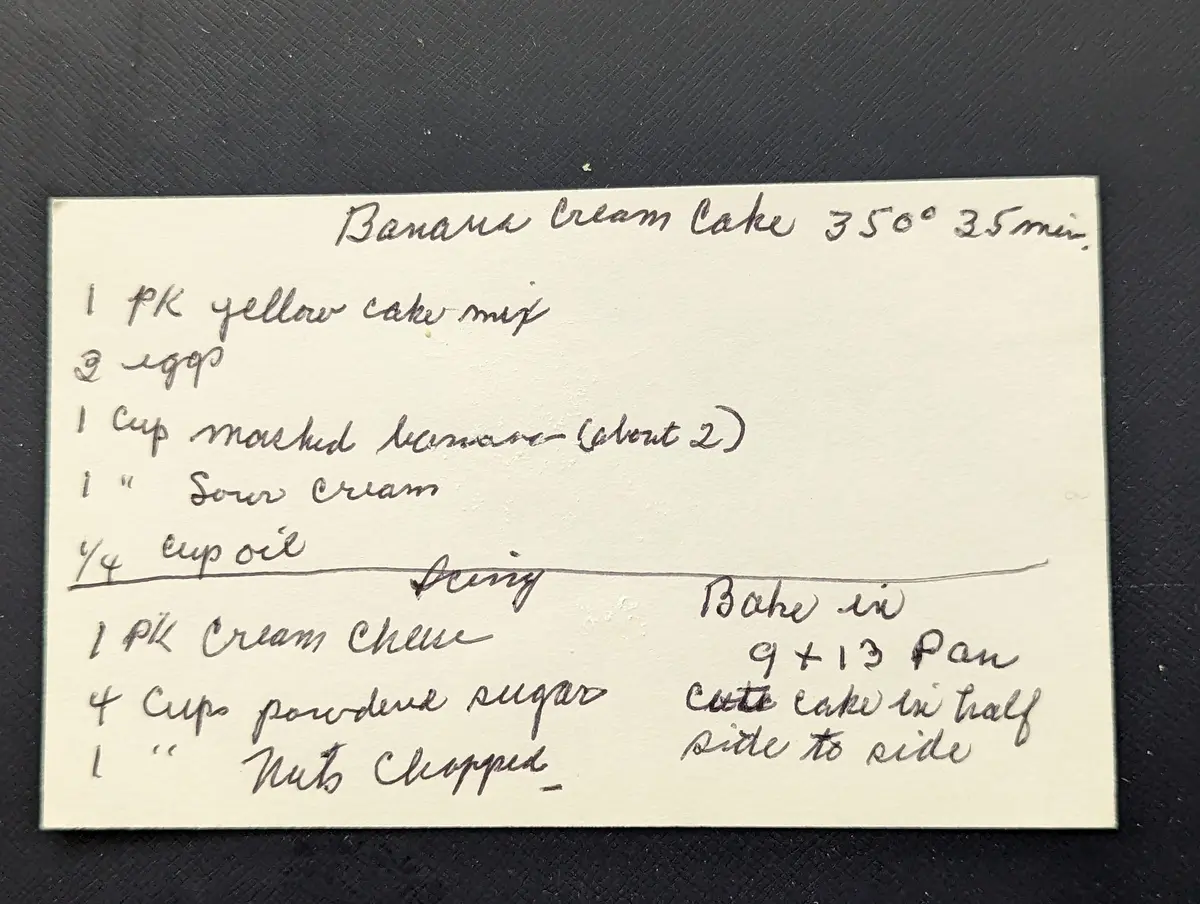 Banana Cream Cake 350° 35 min.
1 PK yellow cake mix
3 eggs
1 Cup mashed banana (about 2)
1 " Sour Cream
1/4 cup oil
Icing
1 PK Cream Cheese
4 Cups powdered sugar
1 " Nuts Chopped
Bake in
9 x 13 Pan
Cut cake in half
side to side